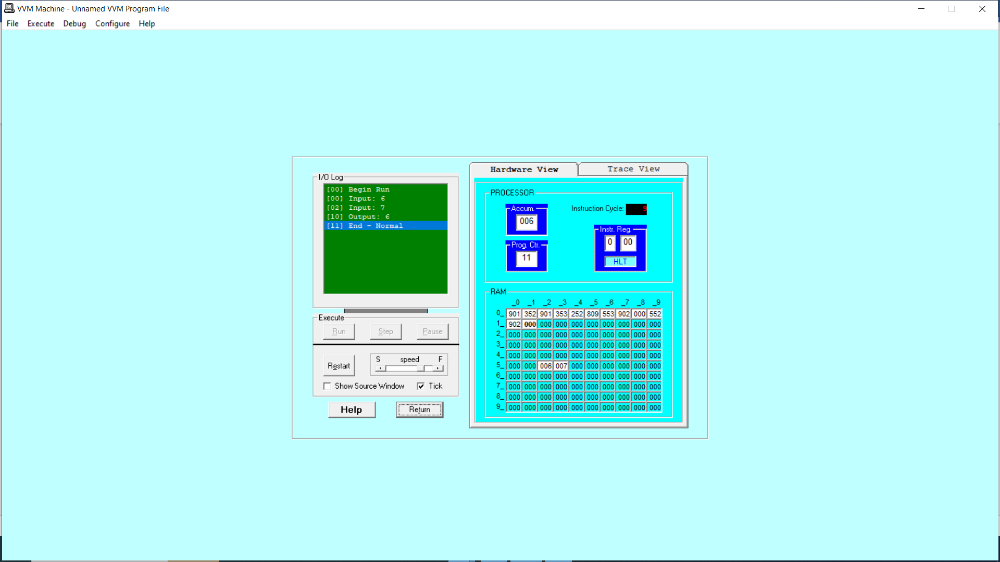 VVM Machine - Unnamed VVM Program File
File Execute Debug Configure Help
I/O Log
[00] Begin Run
[00] Input: 6
[02] Input: 7
[10] Output: 6
[11] End - Normal
Execute
Run Step Pause
Restart
S speed F
Show Source Window Tick
Help Return
Hardware View Trace View
PROCESSOR
Accum.
006
Instruction Cycle: 9
Prog. Ctr.
11
Instr. Reg.
0 00
HLT
RAM
_0 _1 _2 _3 _4 _5 _6 _7 _8 _9
0_ 901 352 901 353 252 809 553 902 000 552
1_ 902 000 000 000 000 000 000 000 000 000
2_ 000 000 000 000 000 000 000 000 000 000
3_ 000 000 000 000 000 000 000 000 000 000
4_ 000 000 000 000 000 000 000 000 000 000
5_ 000 000 006 007 000 000 000 000 000 000
6_ 000 000 000 000 000 000 000 000 000 000
7_ 000 000 000 000 000 000 000 000 000 000
8_ 000 000 000 000 000 000 000 000 000 000
9_ 000 000 000 000 000 000 000 000 000 000